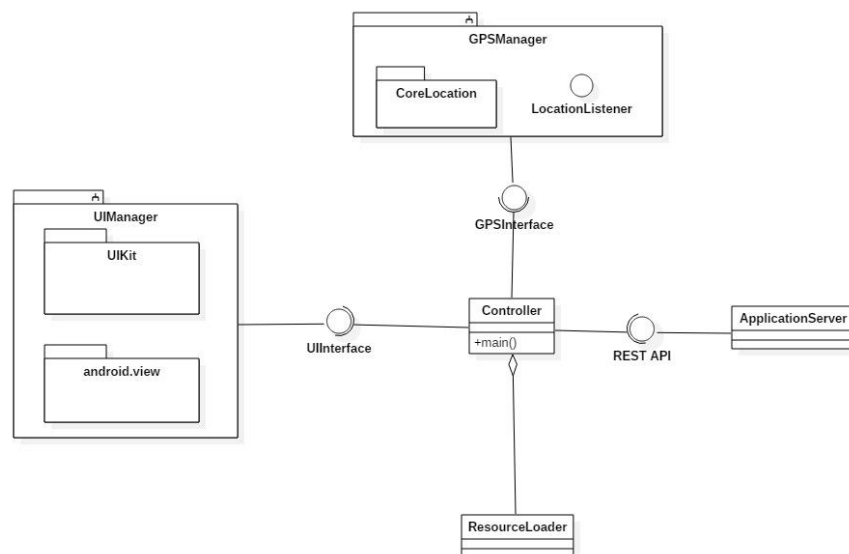 GPSManager
CoreLocation
LocationListener
GPSInterface
UIManager
UIKit
android.view
UIInterface
Controller
+main()
REST API
ApplicationServer
ResourceLoader